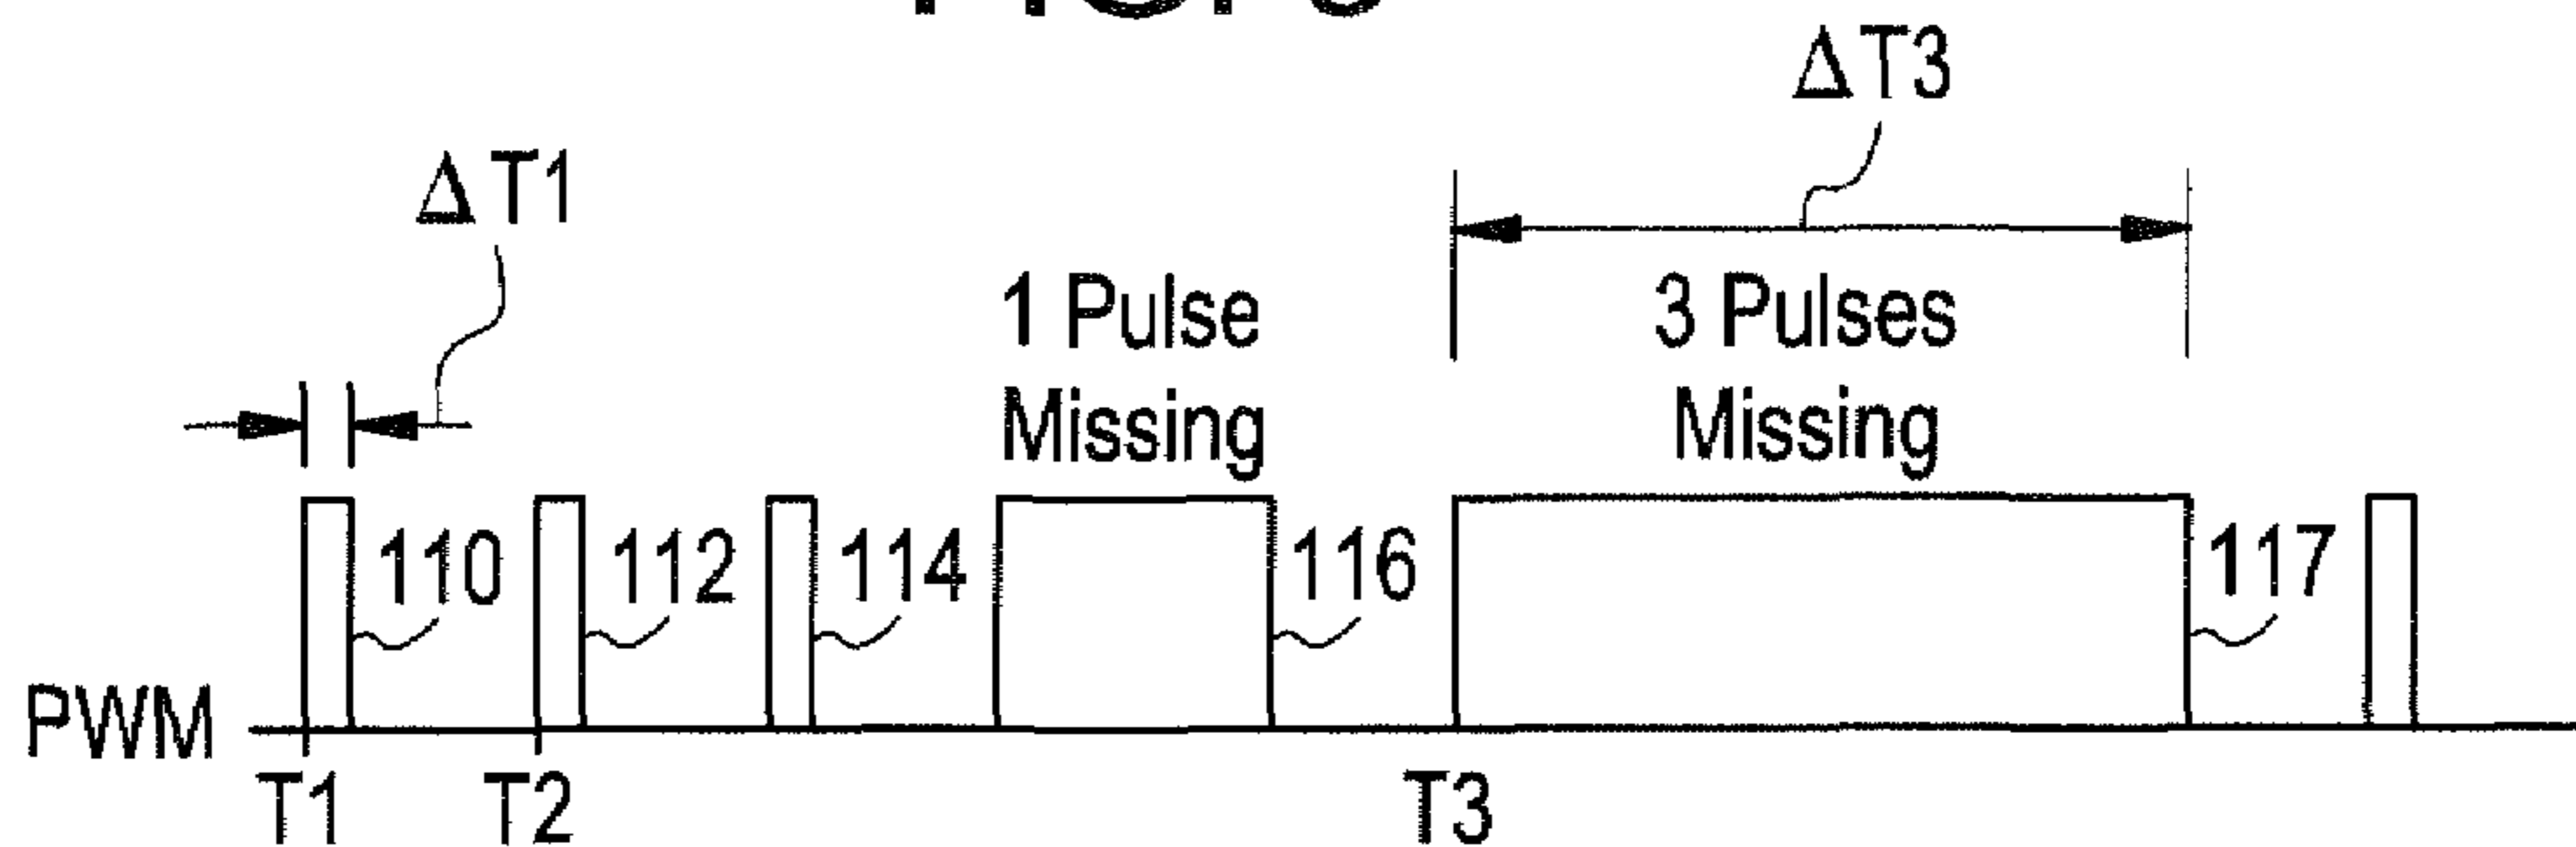 ΔT3
ΔT1
1 Pulse
Missing
3 Pulses
Missing
110
112
114
116
117
PWM
T1
T2
T3